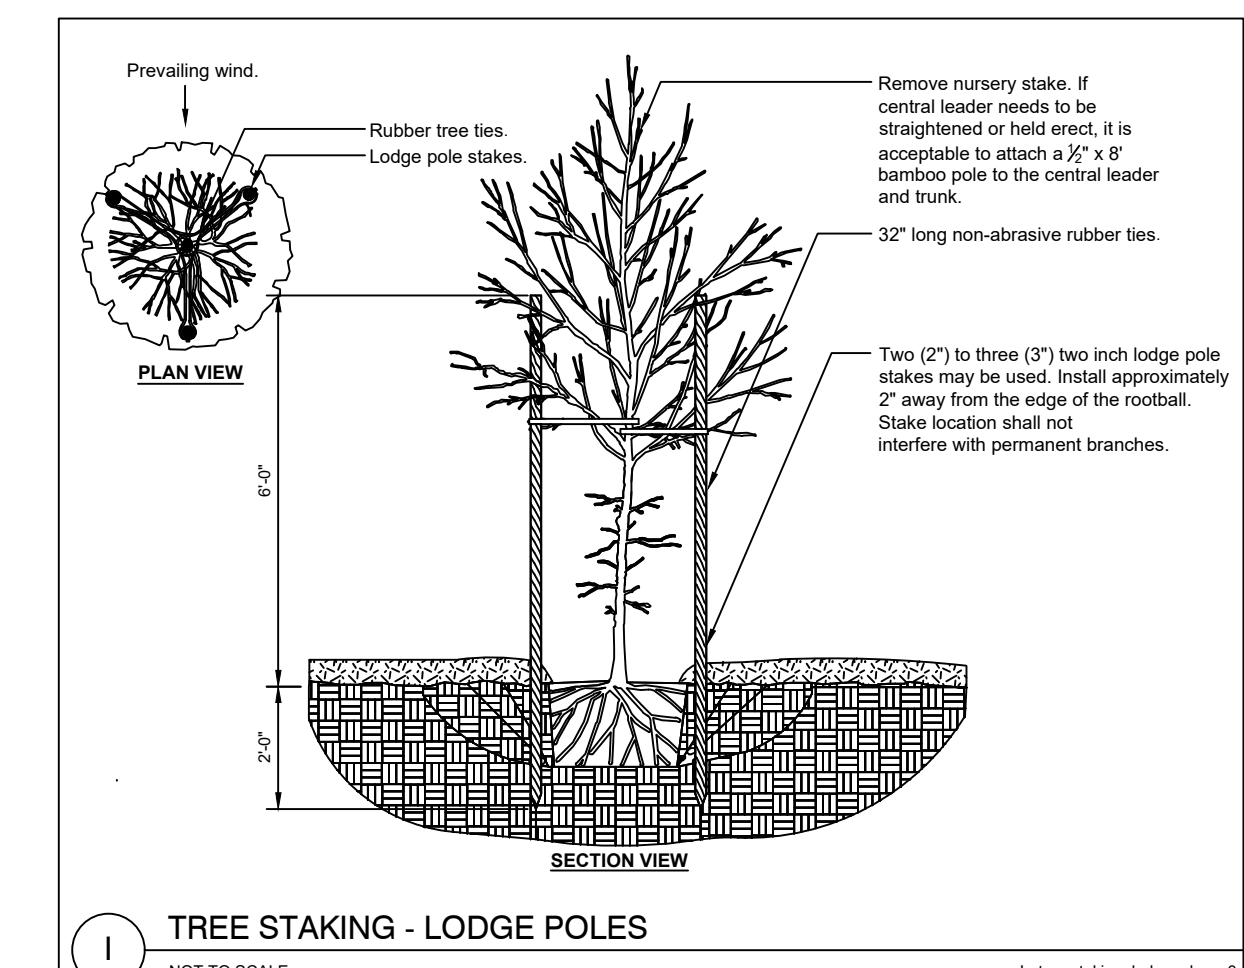 Prevailing wind.
Rubber tree ties.
Lodge pole stakes.
PLAN VIEW
Remove nursery stake. If
central leader needs to be
straightened or held erect, it is
acceptable to attach a ½" x 8'
bamboo pole to the central leader
and trunk.
32" long non-abrasive rubber ties.
Two (2") to three (3") two inch lodge pole
stakes may be used. Install approximately
2" away from the edge of the rootball.
Stake location shall not
interfere with permanent branches.
6'-0"
2'-0"
SECTION VIEW
I
TREE STAKING - LODGE POLES
NOT TO SCALE